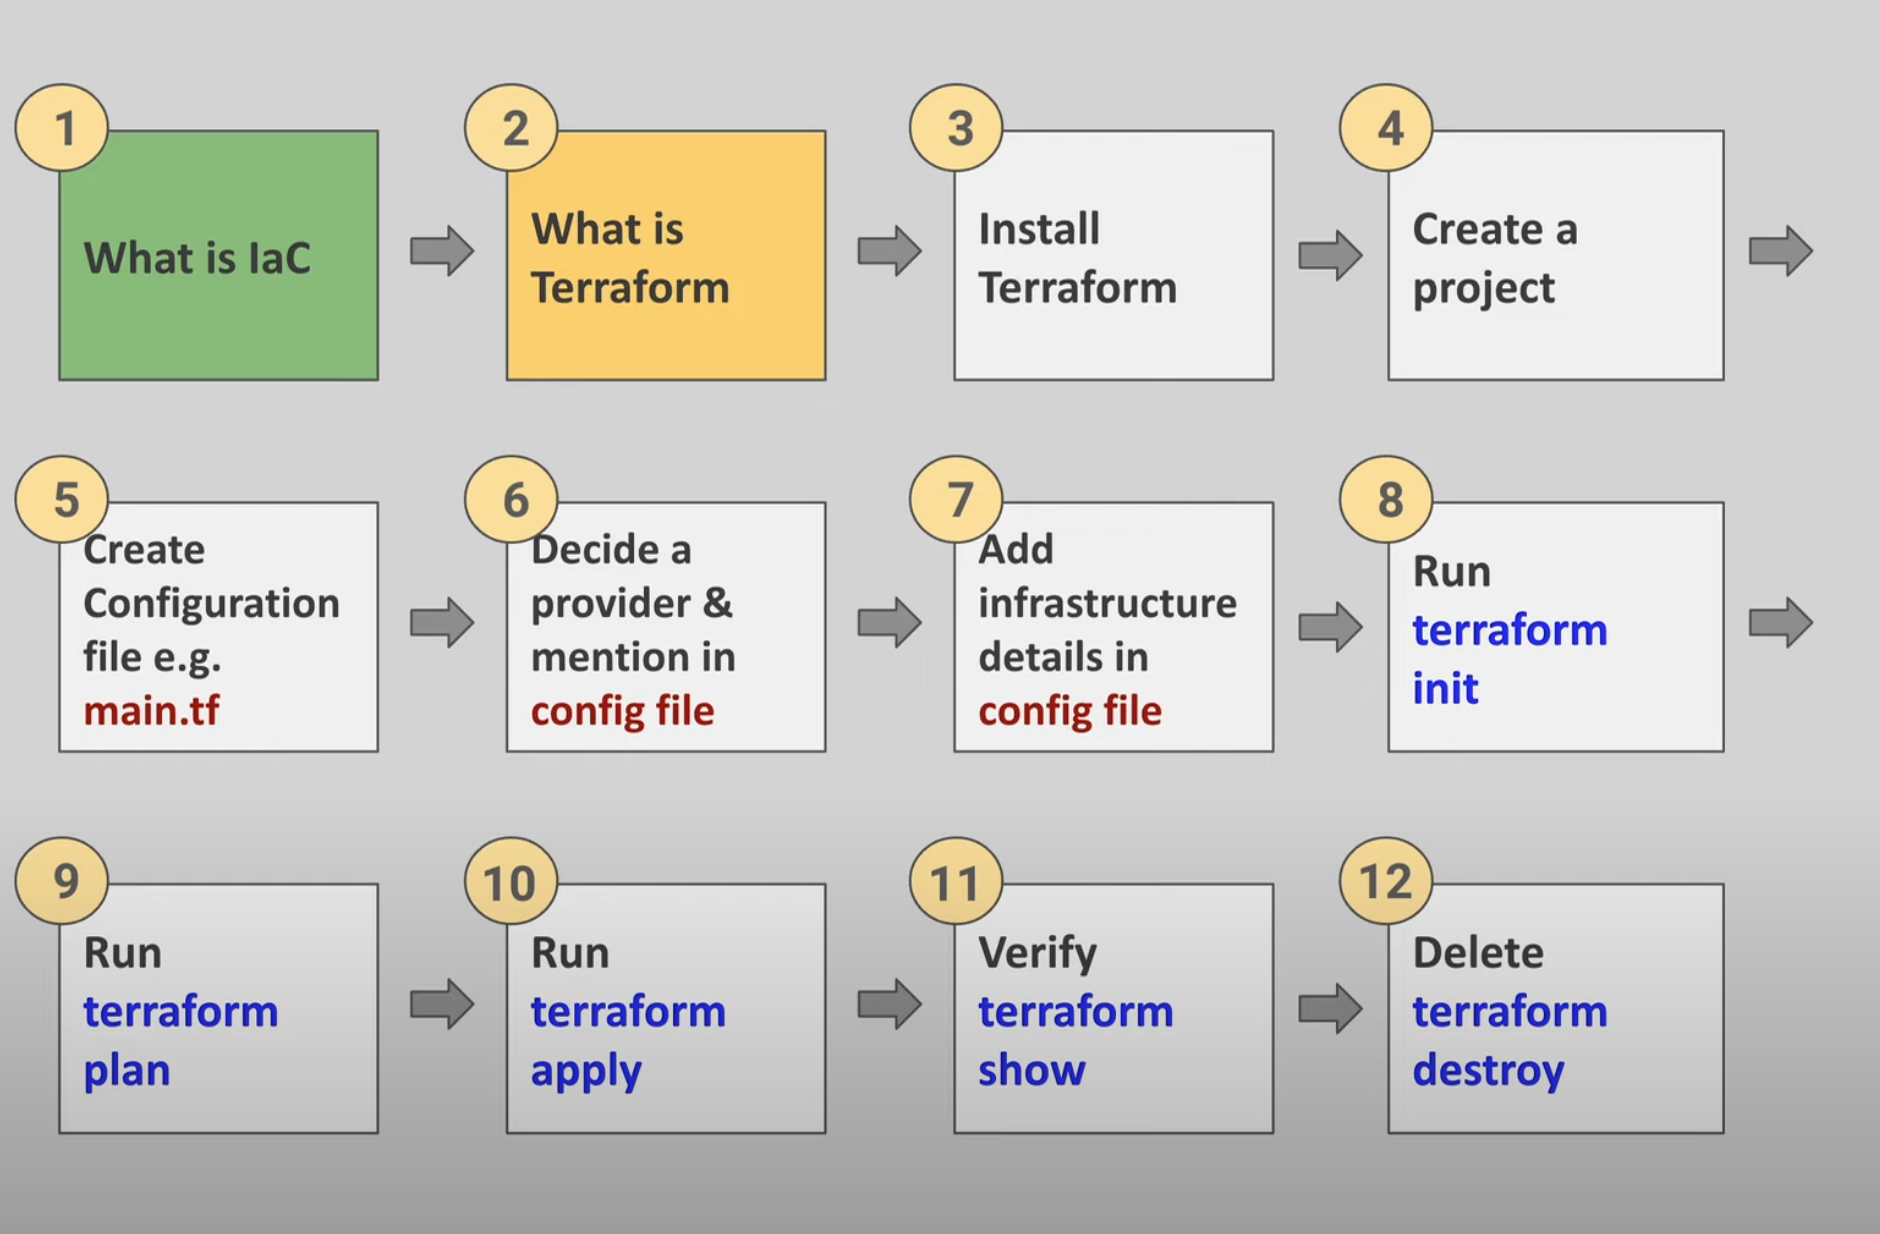 1
What is IaC
2
What is
Terraform
3
Install
Terraform
4
Create a
project
5
Create
Configuration
file e.g.
main.tf
6
Decide a
provider &
mention in
config file
7
Add
infrastructure
details in
config file
8
Run
terraform
init
9
Run
terraform
plan
10
Run
terraform
apply
11
Verify
terraform
show
12
Delete
terraform
destroy